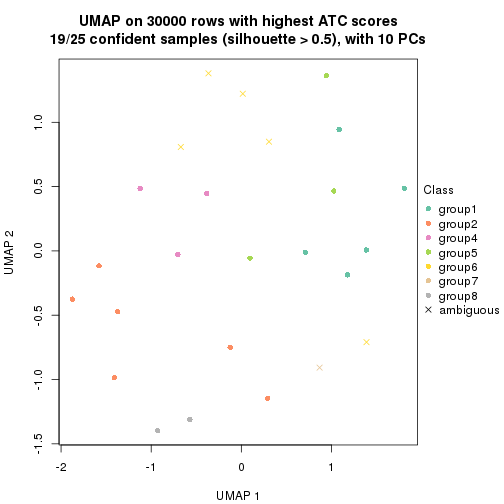 UMAP on 30000 rows with highest ATC scores
19/25 confident samples (silhouette > 0.5), with 10 PCs
UMAP 2
1.0
0.5
0.0
-0.5
-1.0
-1.5
-2
-1
0
1
UMAP 1
Class
group1
group2
group4
group5
group6
group7
group8
ambiguous